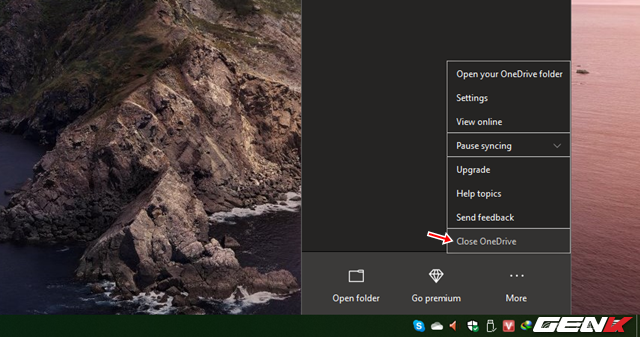 Open your OneDrive folder
Settings
View online
Pause syncing
Upgrade
Help topics
Send feedback
Close OneDrive
Open folder
Go premium
More
GENK